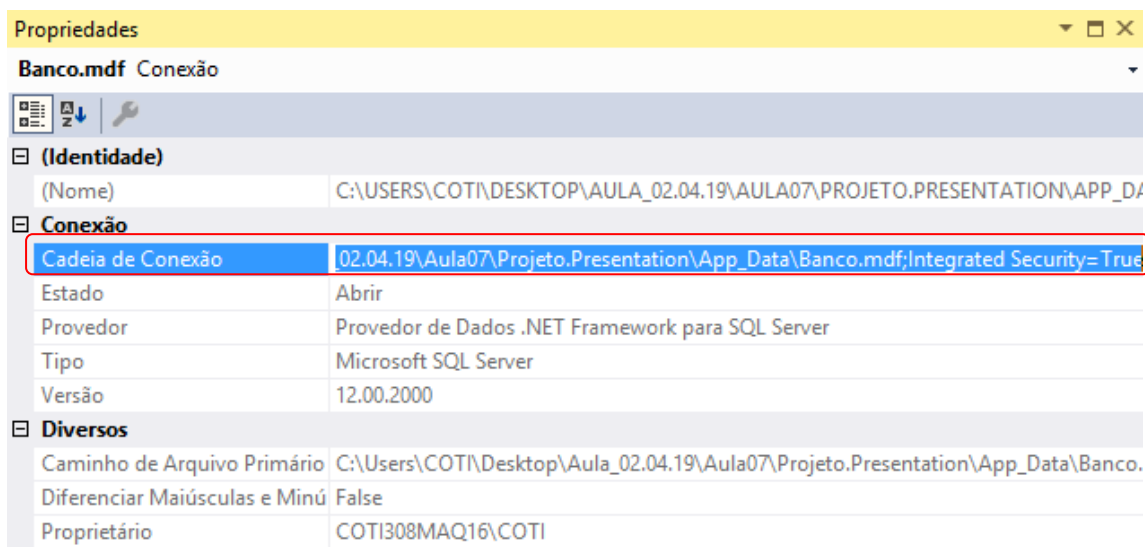 Propriedades
Banco.mdf Conexão
(Identidade)
(Nome) C:\USERS\COTI\DESKTOP\AULA_02.04.19\AULA07\PROJETO.PRESENTATION\APP_DA
Conexão
Cadeia de Conexão _02.04.19\Aula07\Projeto.Presentation\App_Data\Banco.mdf;Integrated Security=True
Estado Abrir
Provedor Provedor de Dados .NET Framework para SQL Server
Tipo Microsoft SQL Server
Versão 12.00.2000
Diversos
Caminho de Arquivo Primário C:\Users\COTI\Desktop\Aula_02.04.19\Aula07\Projeto.Presentation\App_Data\Banco.
Diferenciar Maiúsculas e Minú False
Proprietário COTI308MAQ16\COTI